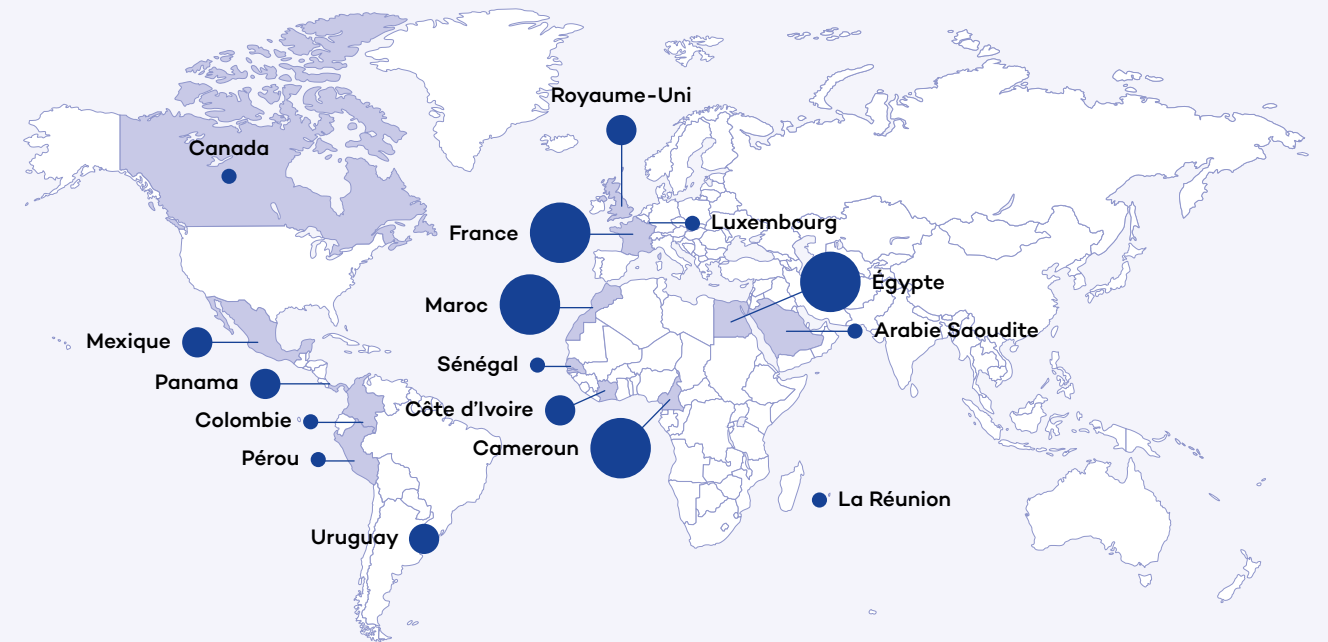 Royaume-Uni
Canada
Luxembourg
France
Égypte
Maroc
Arabie Saoudite
Mexique
Sénégal
Panama
Côte d'Ivoire
Colombie
Cameroun
Pérou
La Réunion
Uruguay